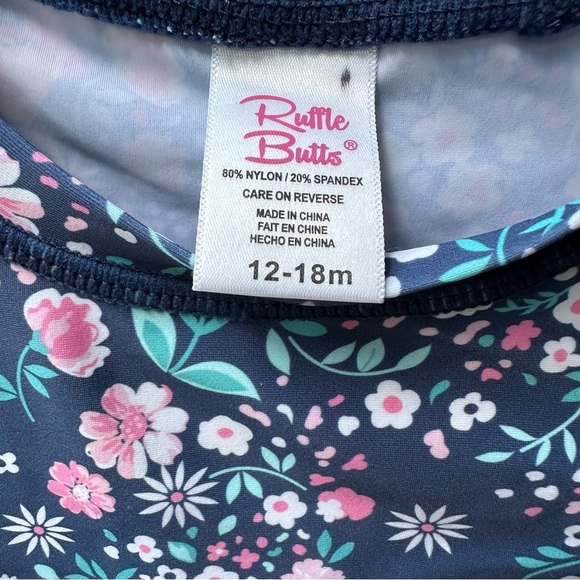 Ruffle
Butts®
80% NYLON / 20% SPANDEX
CARE ON REVERSE
MADE IN CHINA
FAIT EN CHINE
HECHO EN CHINA
12-18m